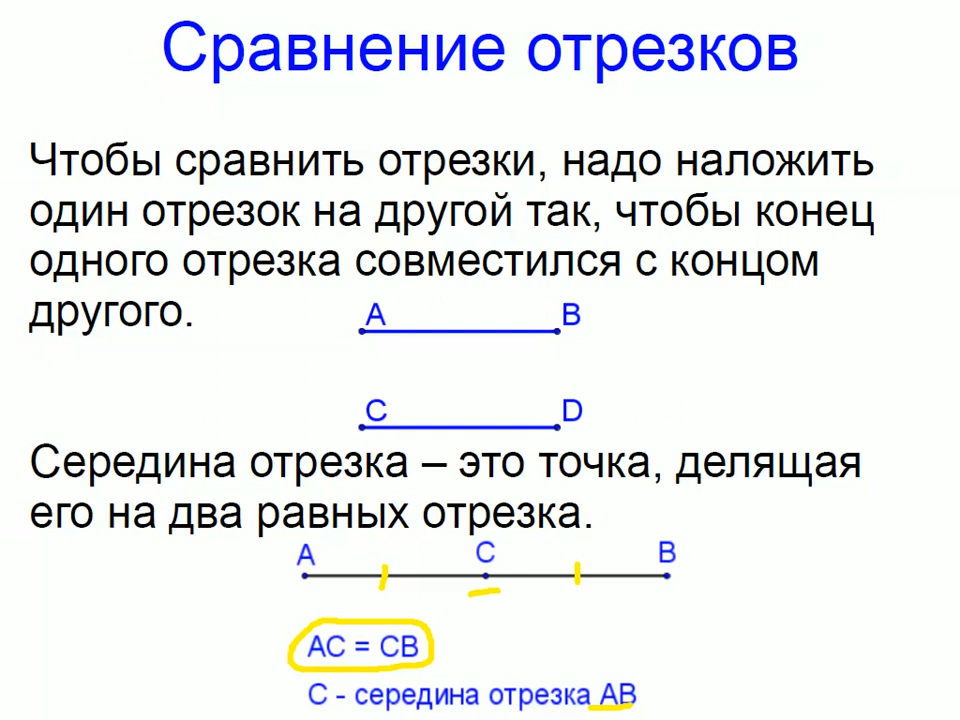 Сравнение отрезков
Чтобы сравнить отрезки, надо наложить
один отрезок на другой так, чтобы конец
одного отрезка совместился с концом
другого.
A B
C D
Середина отрезка – это точка, делящая
его на два равных отрезка.
A C B
AC = CB
C - середина отрезка AB